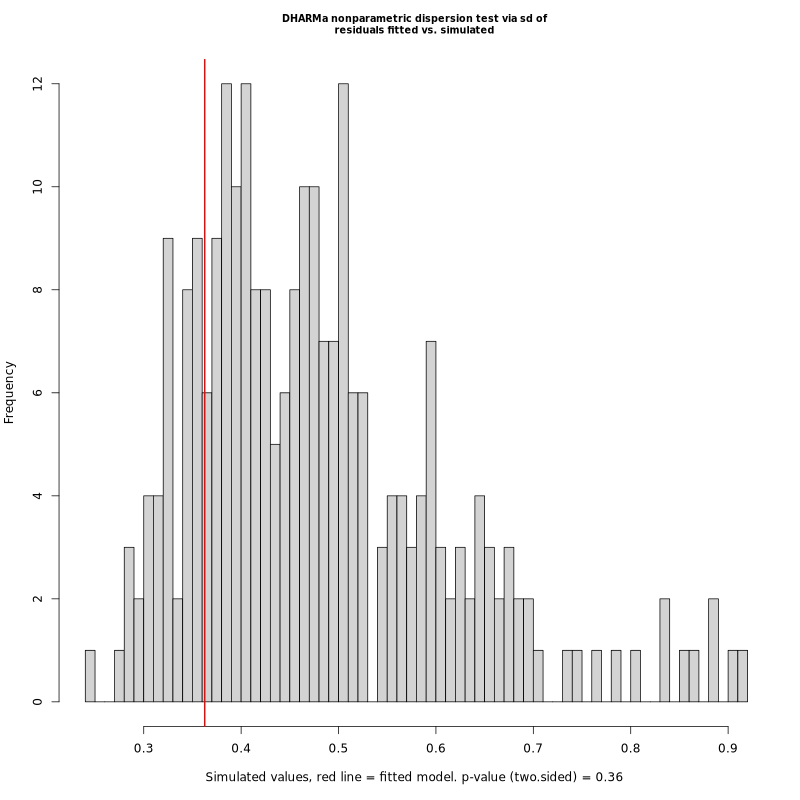 DHARMa nonparametric dispersion test via sd of
residuals fitted vs. simulated
Frequency
12
10
8
6
4
2
0
0.3 0.4 0.5 0.6 0.7 0.8 0.9
Simulated values, red line = fitted model. p-value (two.sided) = 0.36